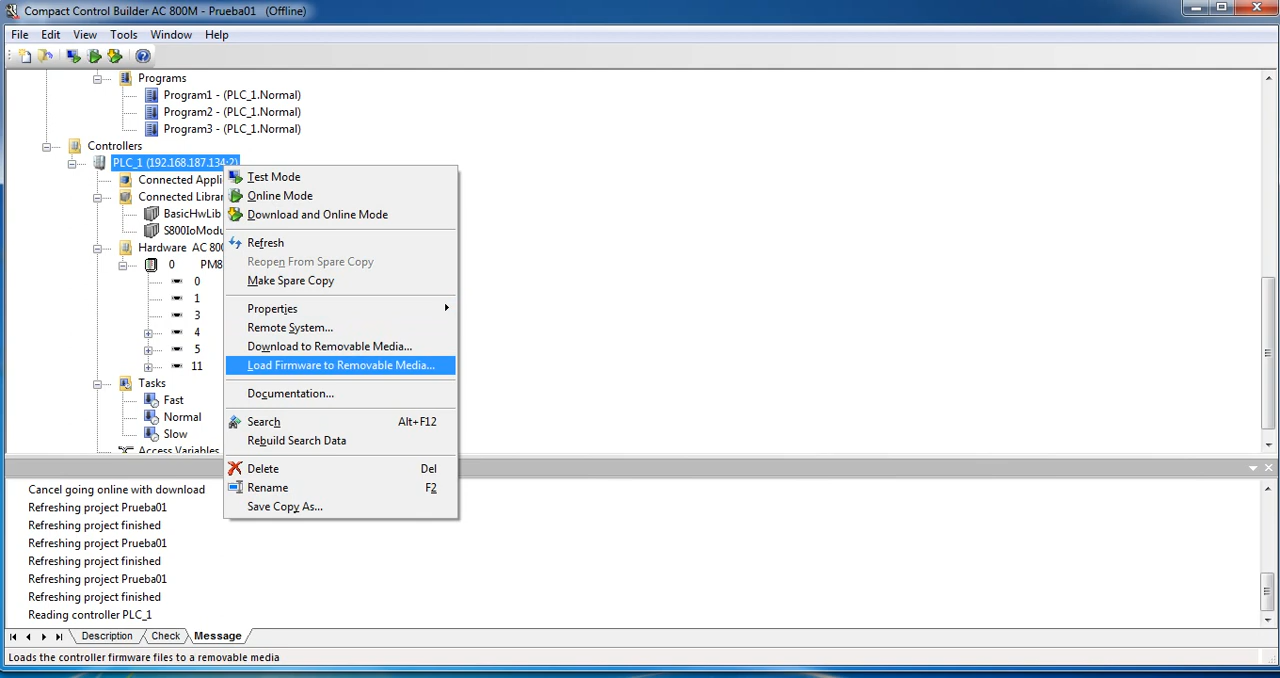 Compact Control Builder AC 800M - Prueba01   (Offline)
File Edit View Tools Window Help
Programs
Program1 - (PLC_1.Normal)
Program2 - (PLC_1.Normal)
Program3 - (PLC_1.Normal)
Controllers
PLC_1 (192.168.187.134:2)
Connected Appli
Connected Librar
BasicHwLib
S800IoModu
Hardware AC 800
0 PM8
0
1
3
4
5
11
Tasks
Fast
Normal
Slow
Access Variables
Test Mode
Online Mode
Download and Online Mode
Refresh
Reopen From Spare Copy
Make Spare Copy
Properties
Remote System...
Download to Removable Media...
Load Firmware to Removable Media...
Documentation...
Search Alt+F12
Rebuild Search Data
Delete Del
Rename F2
Save Copy As...
Cancel going online with download
Refreshing project Prueba01
Refreshing project finished
Refreshing project Prueba01
Refreshing project finished
Refreshing project Prueba01
Refreshing project finished
Reading controller PLC_1
Description Check Message
Loads the controller firmware files to a removable media